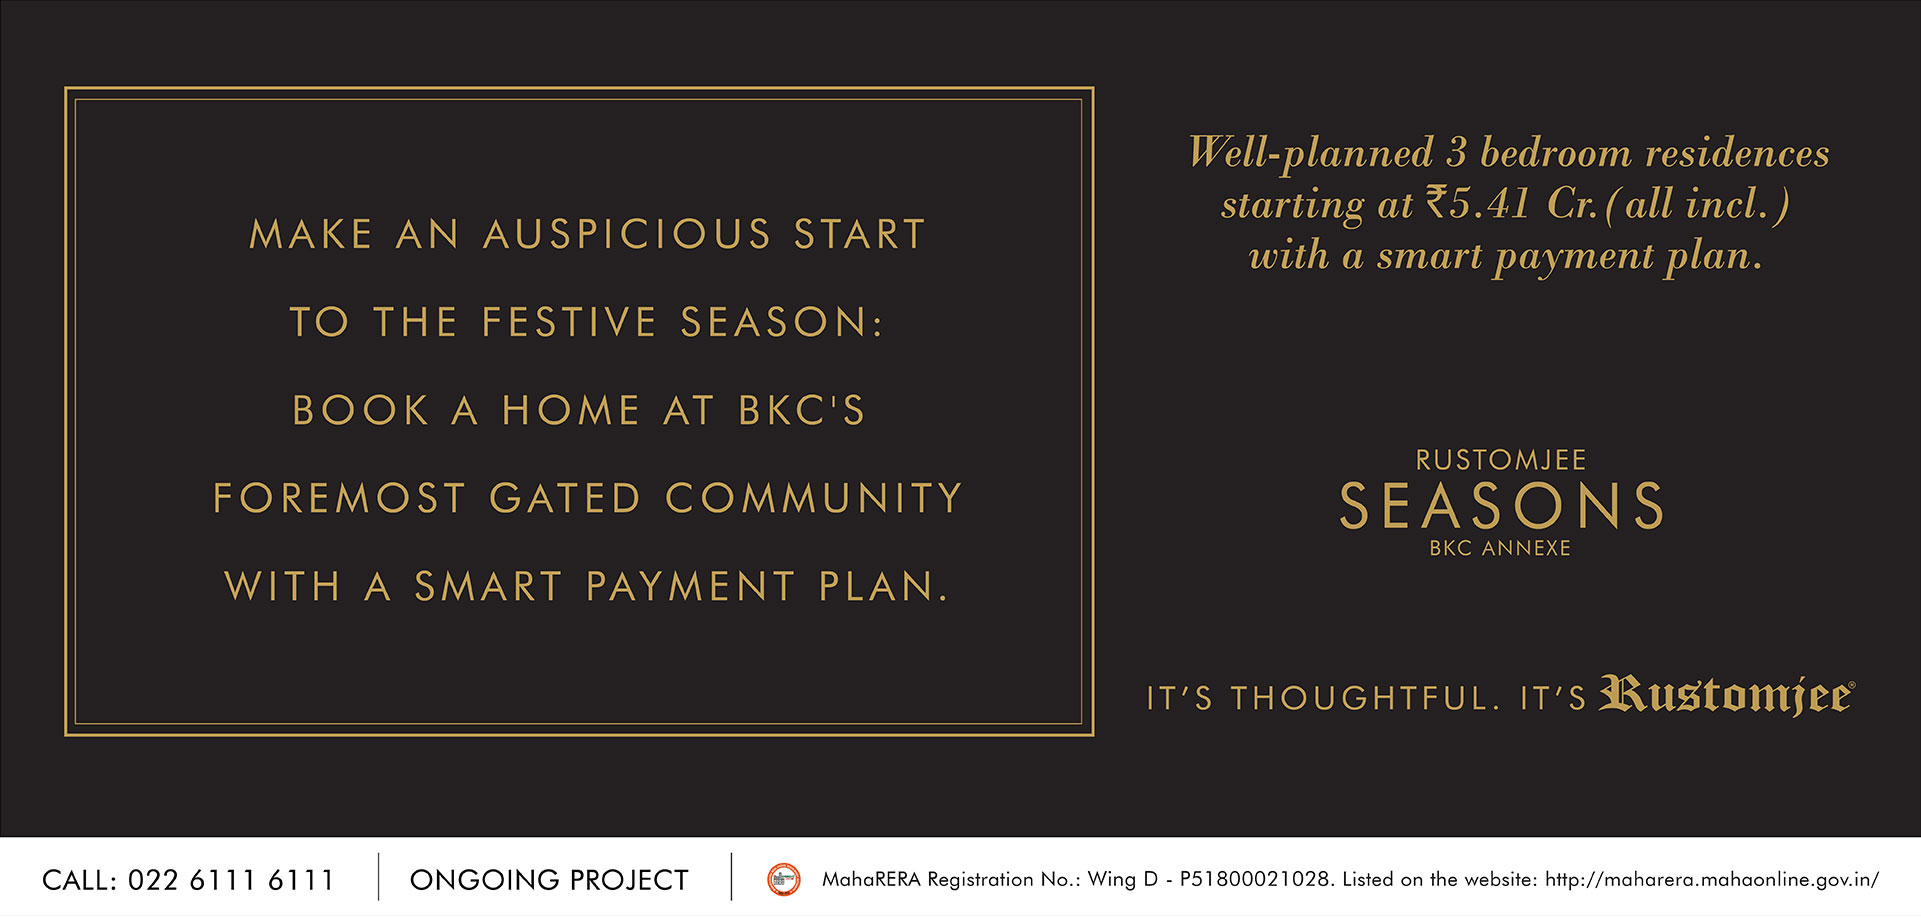 MAKE AN AUSPICIOUS START
TO THE FESTIVE SEASON:
BOOK A HOME AT BKC'S
FOREMOST GATED COMMUNITY
WITH A SMART PAYMENT PLAN.
Well-planned 3 bedroom residences
starting at ₹5.41 Cr.(all incl.)
with a smart payment plan.
RUSTOMJEE
SEASONS
BKC ANNEXE
IT’S THOUGHTFUL. IT’S Rustomjee®
CALL: 022 6111 6111
ONGOING PROJECT
MahaRERA Registration No.: Wing D - P51800021028. Listed on the website: http://maharera.mahaonline.gov.in/